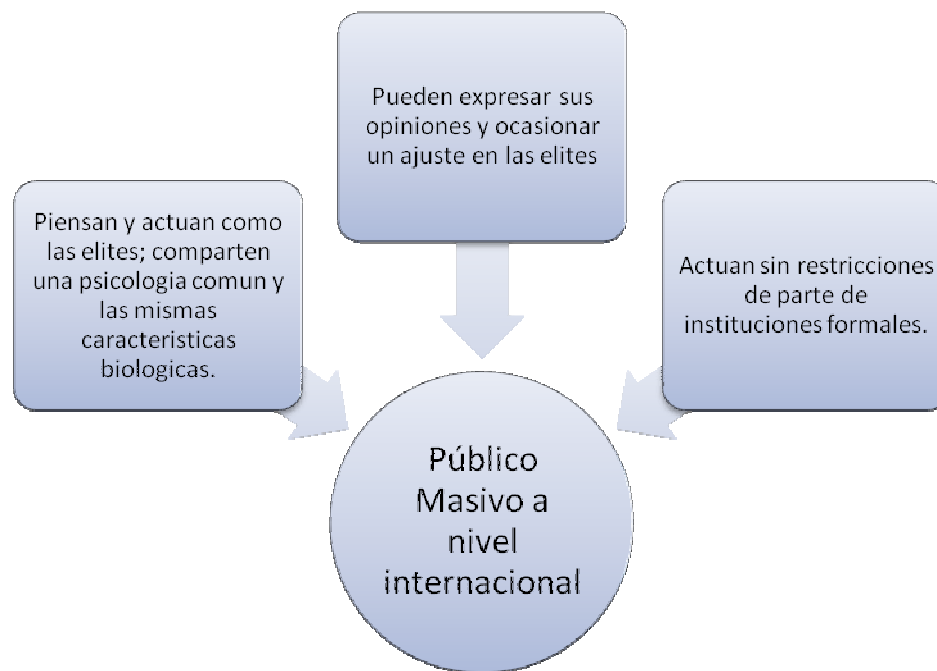 Pueden expresar sus
opiniones y ocasionar
un ajuste en las elites
Piensan y actuan como
las elites; comparten
una psicologia comun y
las mismas
caracteristicas
biologicas.
Actuan sin restricciones
de parte de
instituciones formales.
Público
Masivo a
nivel
internacional